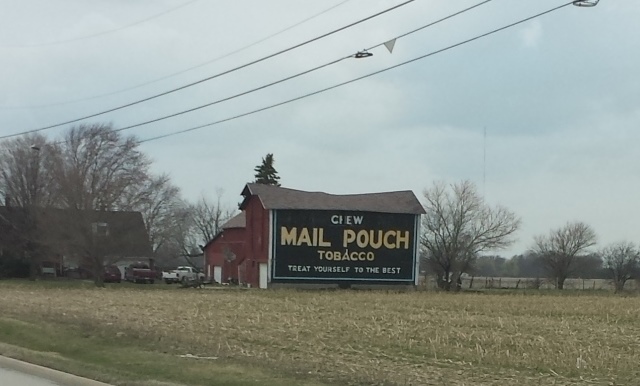 CHEW
MAIL POUCH
TOBACCO
TREAT YOURSELF TO THE BEST